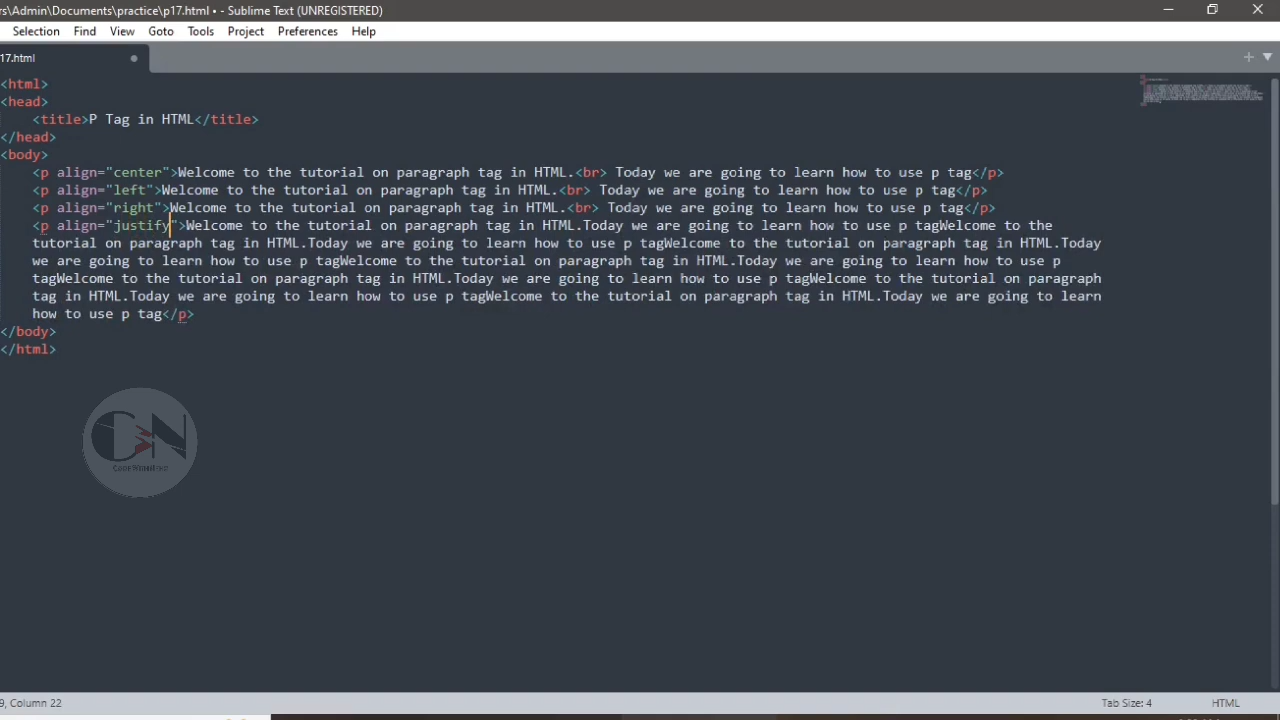 rs\Admin\Documents\practice\p17.html • - Sublime Text (UNREGISTERED)
Selection Find View Goto Tools Project Preferences Help
17.html
<html>
<head>
<title>P Tag in HTML</title>
</head>
<body>
<p align="center">Welcome to the tutorial on paragraph tag in HTML.<br> Today we are going to learn how to use p tag</p>
<p align="left">Welcome to the tutorial on paragraph tag in HTML.<br> Today we are going to learn how to use p tag</p>
<p align="right">Welcome to the tutorial on paragraph tag in HTML.<br> Today we are going to learn how to use p tag</p>
<p align="justify">Welcome to the tutorial on paragraph tag in HTML.Today we are going to learn how to use p tagWelcome to the
tutorial on paragraph tag in HTML.Today we are going to learn how to use p tagWelcome to the tutorial on paragraph tag in HTML.Today
we are going to learn how to use p tagWelcome to the tutorial on paragraph tag in HTML.Today we are going to learn how to use p
tagWelcome to the tutorial on paragraph tag in HTML.Today we are going to learn how to use p tagWelcome to the tutorial on paragraph
tag in HTML.Today we are going to learn how to use p tagWelcome to the tutorial on paragraph tag in HTML.Today we are going to learn
how to use p tag</p>
</body>
</html>
9, Column 22
Tab Size: 4
HTML